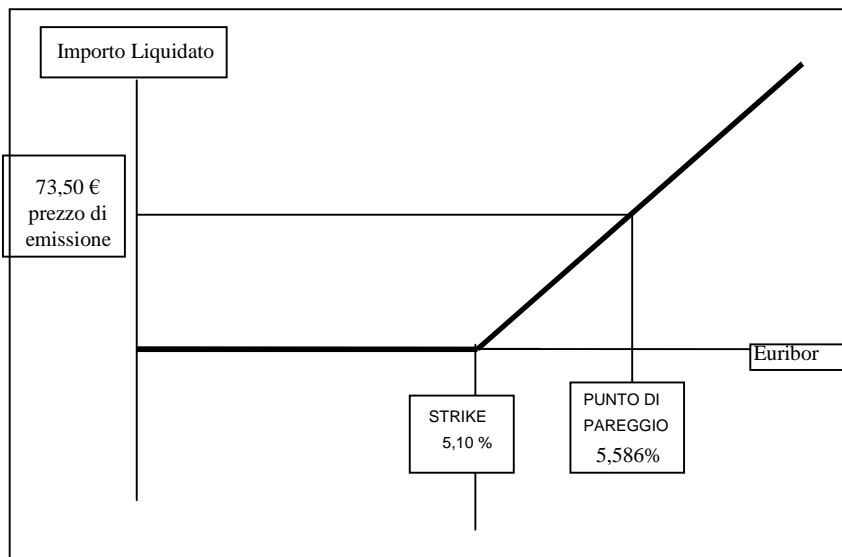 Importo Liquidato
73,50 €
prezzo di
emissione
Euribor
STRIKE
5,10 %
PUNTO DI
PAREGGIO
5,586%